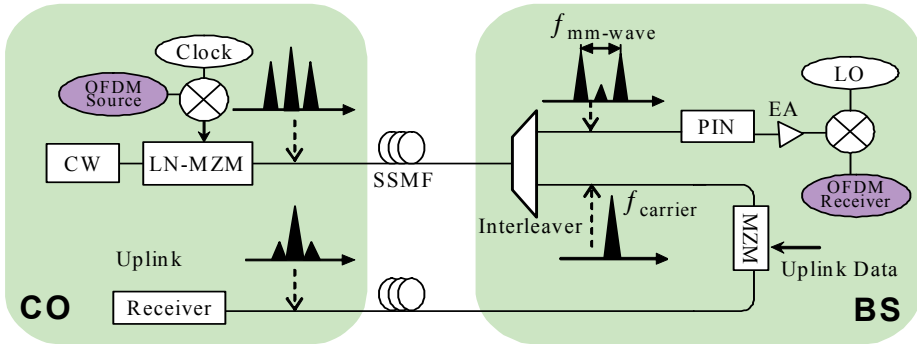 Clock
OFDM
Source
CW
LN-MZM
SSMF
Uplink
Receiver
CO
f mm-wave
PIN
EA
LO
OFDM
Receiver
Interleaver
f carrier
MZM
Uplink Data
BS